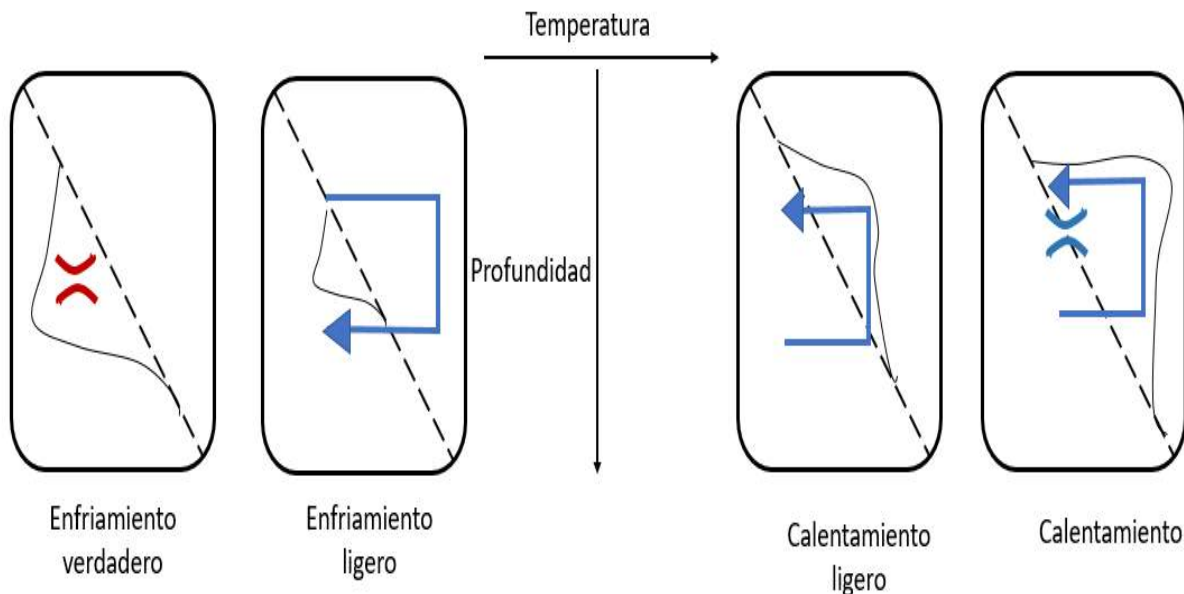 Temperatura
Profundidad
Enfriamiento
verdadero
Enfriamiento
ligero
Calentamiento
ligero
Calentamiento